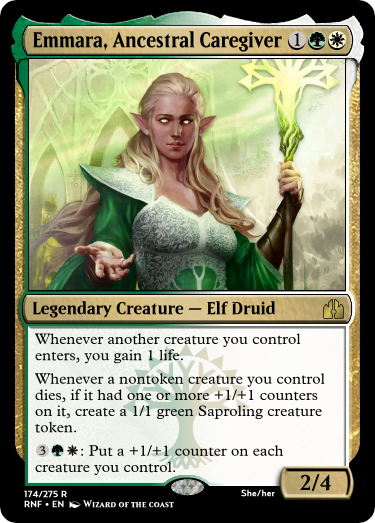 Emmara, Ancestral Caregiver 1
Legendary Creature — Elf Druid
Whenever another creature you control
enters, you gain 1 life.
Whenever a nontoken creature you control
dies, if it had one or more +1/+1 counters
on it, create a 1/1 green Saproling creature
token.
3 : Put a +1/+1 counter on each
creature you control.
2/4
174/275 R
RNF • EN Wizard of the coast
She/her